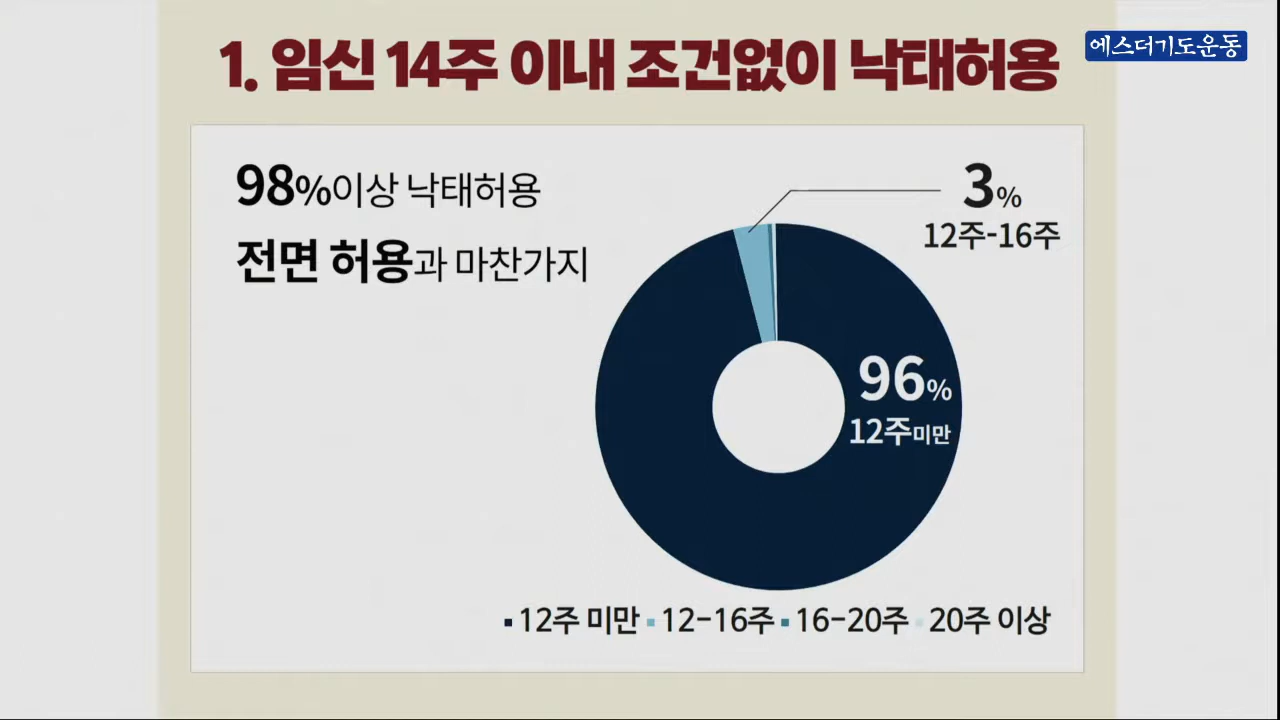 1. 임신 14주 이내 조건없이 낙태허용
에스더기도운동
98%이상 낙태허용
전면 허용과 마찬가지
3%
12주-16주
96%
12주미만
12주 미만 12-16주 16-20주 20주 이상